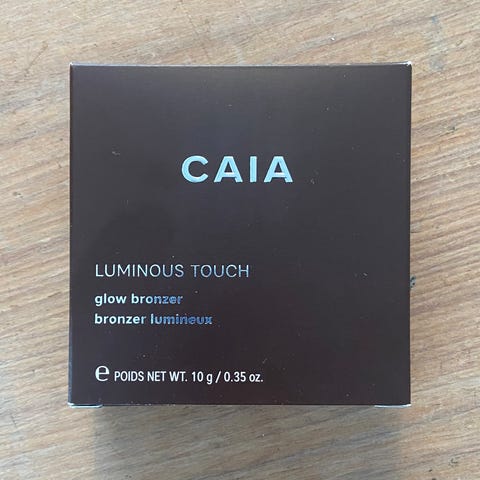 CAIA
LUMINOUS TOUCH
glow bronzer
bronzer lumineux
℮ POIDS NET WT. 10 g / 0.35 oz.